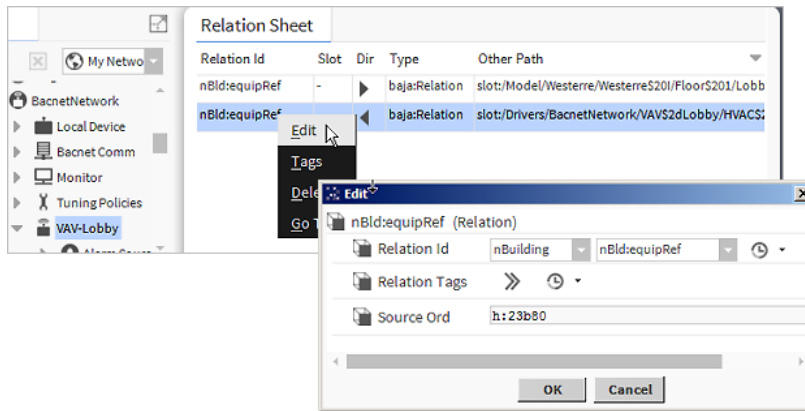 Relation Sheet
My Netwo
Relation Id Slot Dir Type Other Path
nBld:equipRef - baja:Relation slot:/Model/Westerre/Westerre$20I/Floor$201/Lobb
nBld:equipRef baja:Relation slot:/Drivers/BacnetNetwork/VAV$2dLobby/HVAC$2
BacnetNetwork
Local Device
Bacnet Comm
Monitor
Tuning Policies
VAV-Lobby
Edit
Tags
Dele
Go T
Edit
nBld:equipRef (Relation)
Relation Id nBuilding nBld:equipRef
Relation Tags
Source Ord h:23b80
OK Cancel